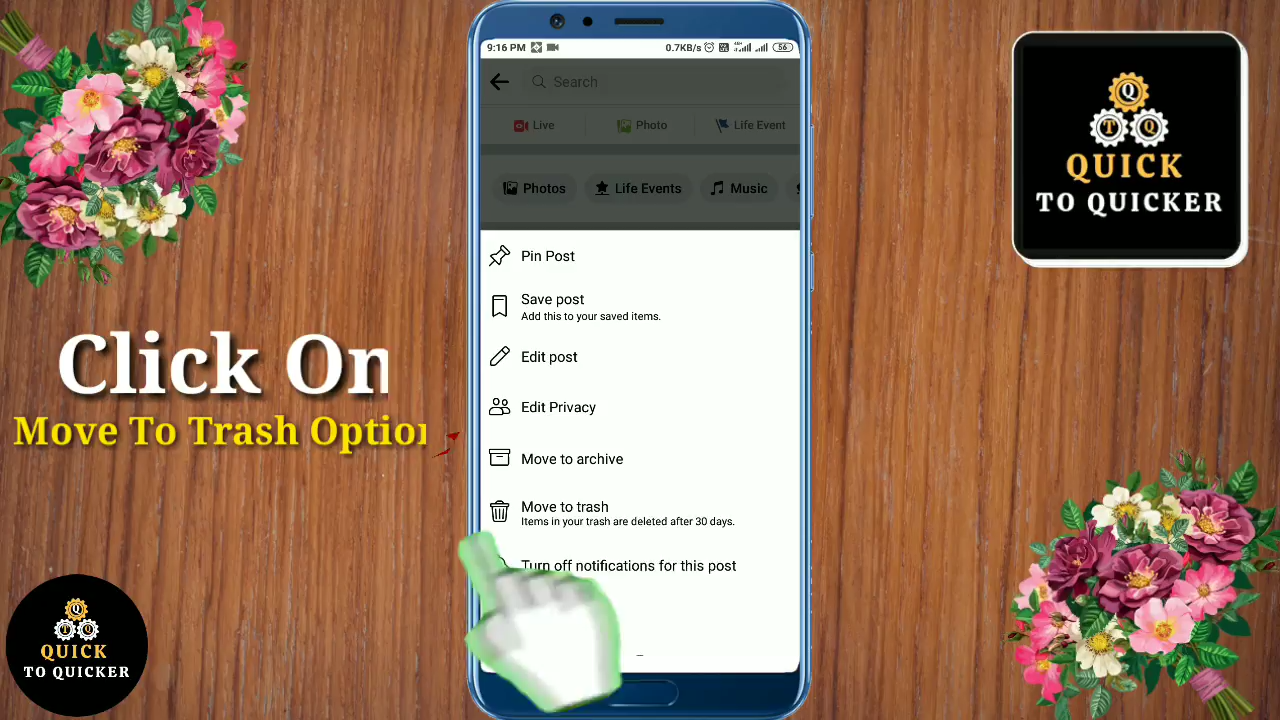 9:16 PM
0.7KB/s
56
Search
Live
Photo
Life Event
Photos
Life Events
Music
Pin Post
Save post
Add this to your saved items.
Edit post
Edit Privacy
Move to archive
Move to trash
Items in your trash are deleted after 30 days.
Turn off notifications for this post
Click On
Move To Trash Option
Q
T Q
QUICK
TO QUICKER
Q
T Q
QUICK
TO QUICKER